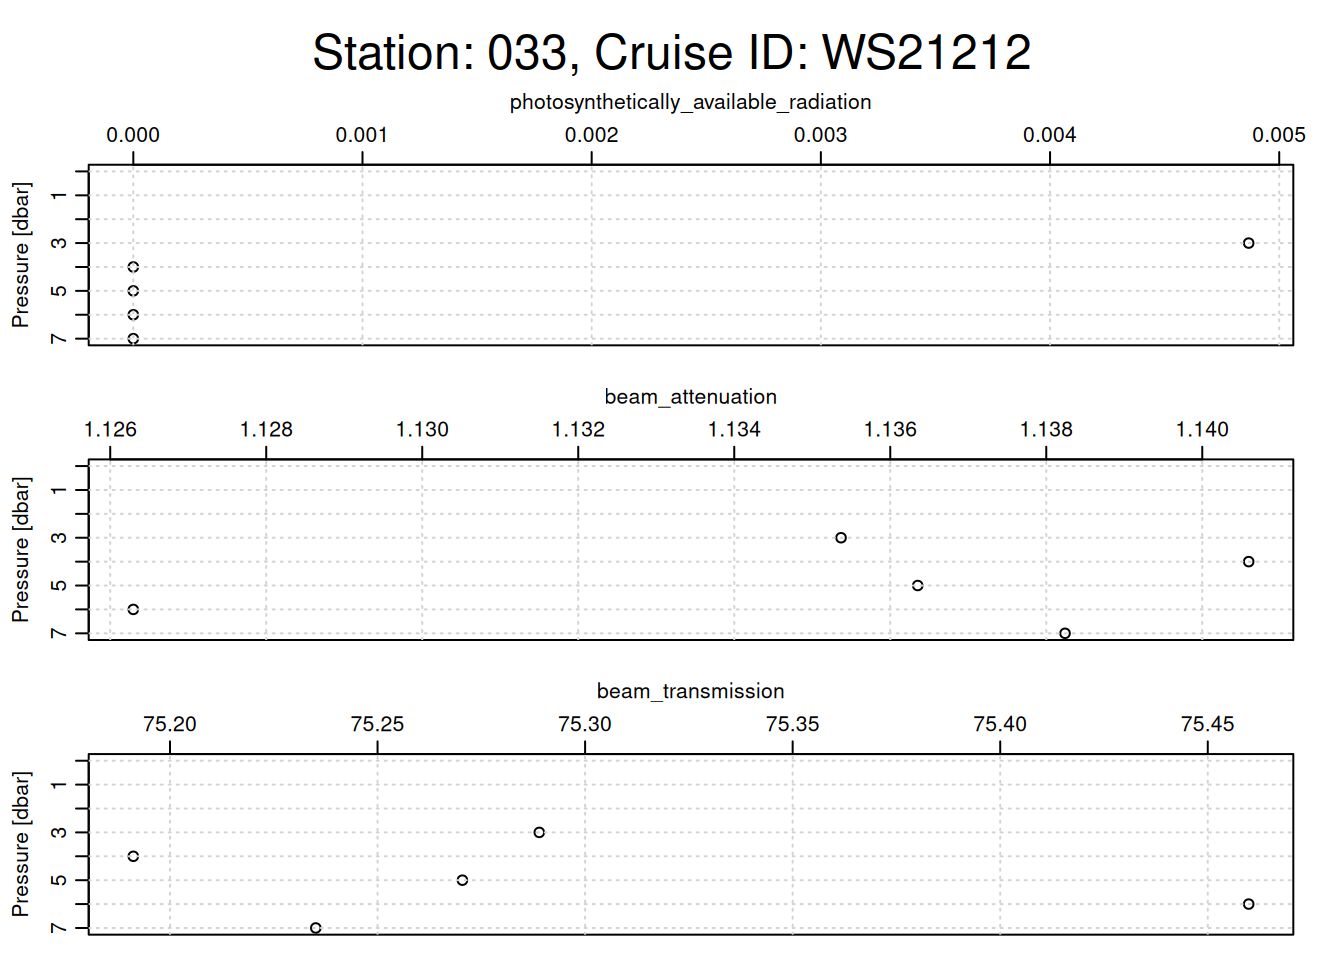 Station: 033, Cruise ID: WS21212
photosynthetically_available_radiation
0.000 0.001 0.002 0.003 0.004 0.005
Pressure [dbar]
1
3
5
7
beam_attenuation
1.126 1.128 1.130 1.132 1.134 1.136 1.138 1.140
Pressure [dbar]
1
3
5
7
beam_transmission
75.20 75.25 75.30 75.35 75.40 75.45
Pressure [dbar]
1
3
5
7